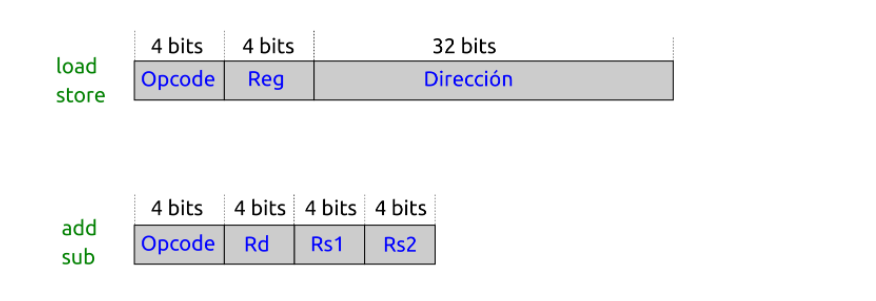 4 bits 4 bits 32 bits
load
Opcode Reg Dirección
store
4 bits 4 bits 4 bits 4 bits
add
Opcode Rd Rs1 Rs2
sub